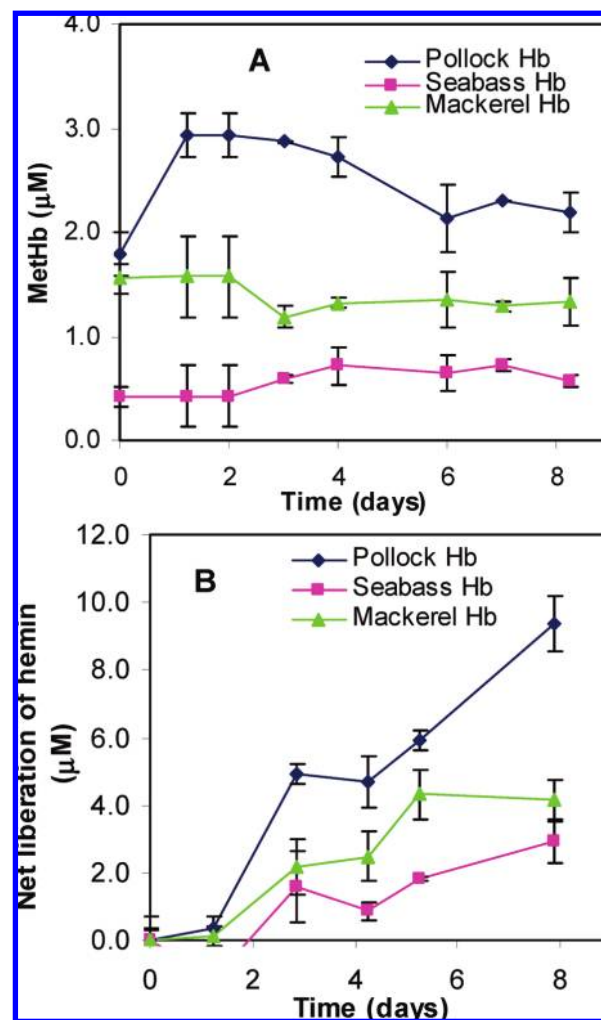 4.0
A
Pollock Hb
Seabass Hb
Mackerel Hb
3.0
2.0
1.0
0.0
MetHb (μM)
0 2 4 6 8
Time (days)
12.0
B
Pollock Hb
Seabass Hb
Mackerel Hb
10.0
8.0
6.0
4.0
2.0
0.0
Net liberation of hemin
(μM)
0 2 4 6 8
Time (days)